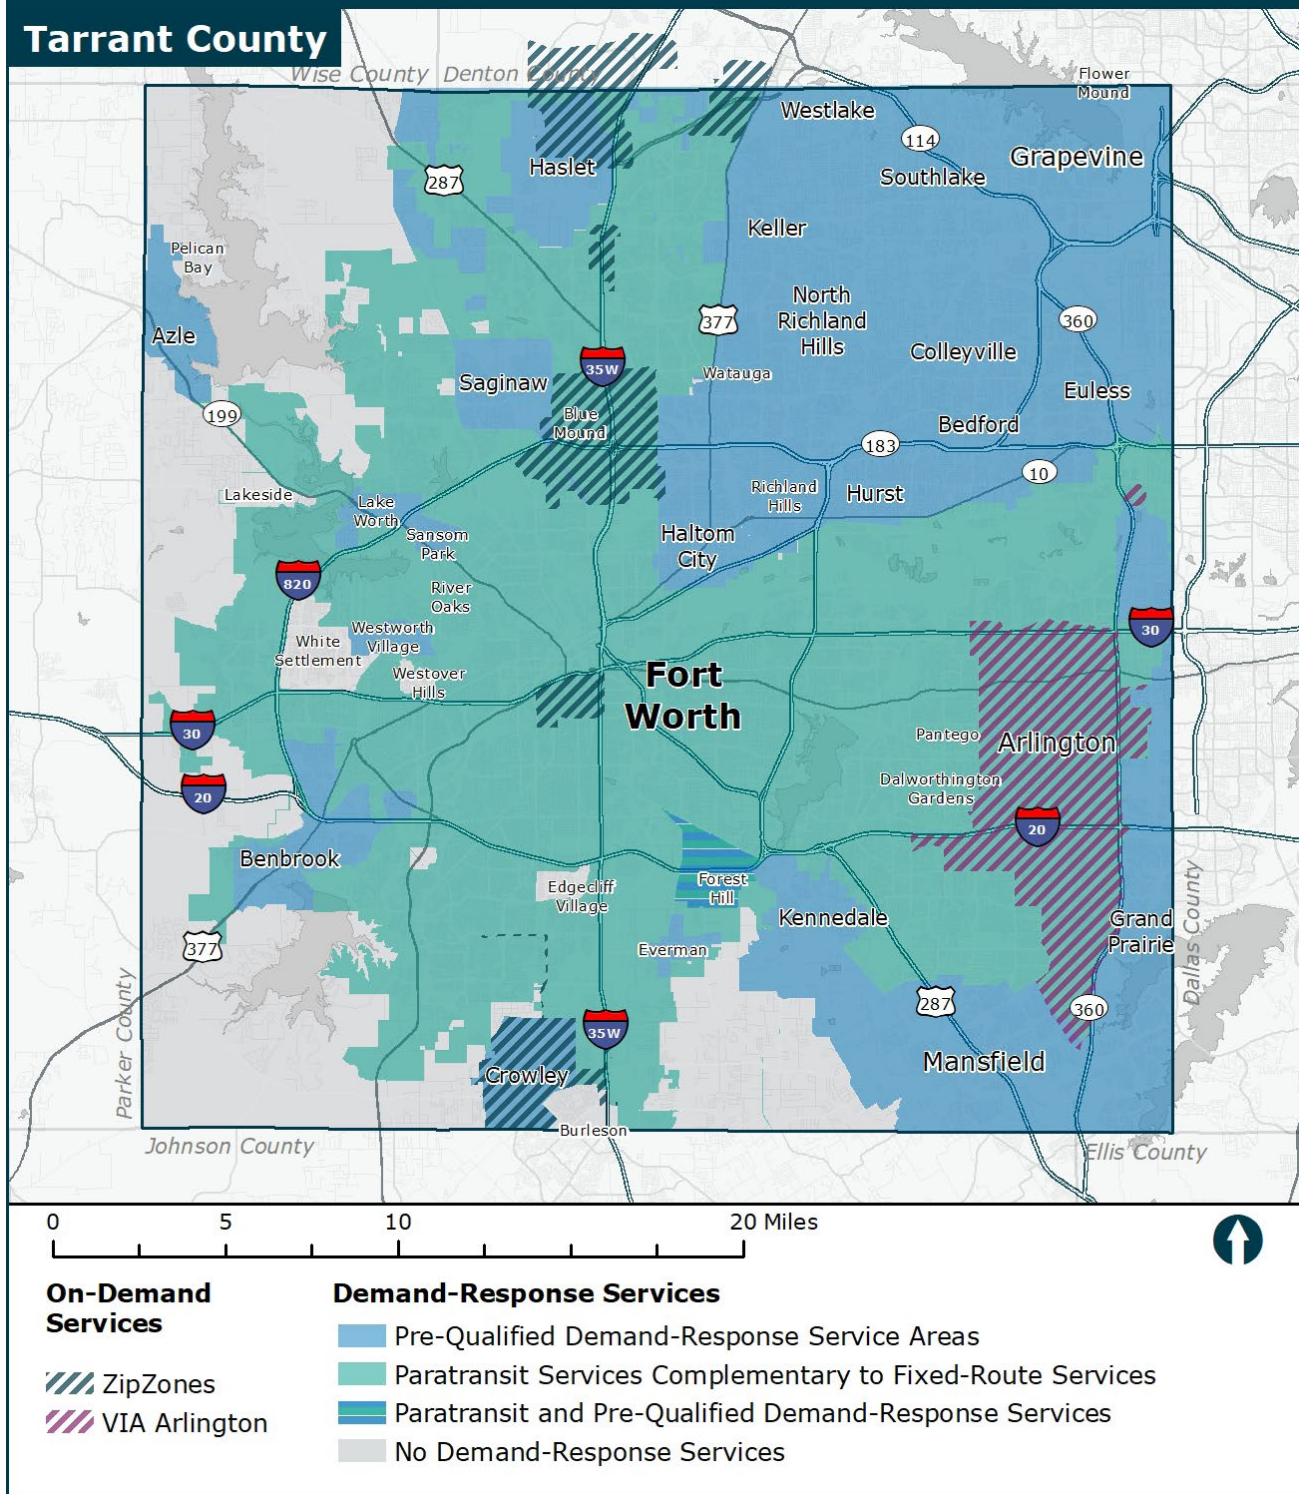 Tarrant County
Wise County
Denton County
Flower
Mound
Westlake
114
Grapevine
Haslet
287
Southlake
Keller
Pelican
Bay
North
Richland
Hills
377
360
Azle
Colleyville
35W
Watauga
Saginaw
Euless
199
Blue
Mound
Bedford
183
10
Lakeside
Richland
Hills
Hurst
Lake
Worth
Sansom
Park
Haltom
City
820
River
Oaks
30
Westworth
Village
White
Settlement
Westover
Hills
Fort
Worth
30
Pantego
Arlington
Dalworthington
Gardens
20
20
Benbrook
Edgecliff
Village
Forest
Hill
Kennedale
Grand
Prairie
Dallas County
377
Everman
287
360
Parker County
35W
Mansfield
Crowley
Burleson
Johnson County
Ellis County
0 5 10 20 Miles
On-Demand
Services
ZipZones
VIA Arlington
Demand-Response Services
Pre-Qualified Demand-Response Service Areas
Paratransit Services Complementary to Fixed-Route Services
Paratransit and Pre-Qualified Demand-Response Services
No Demand-Response Services